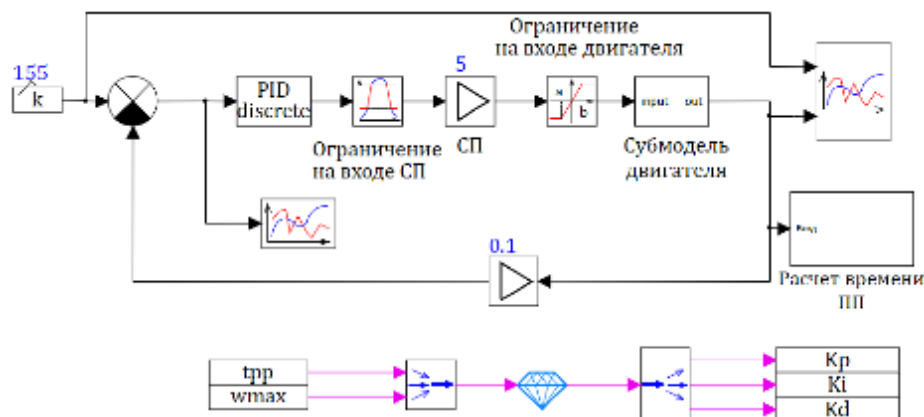 Ограничение
на входе двигателя
155
k
PID
discrete
5
input out
Ограничение
на входе СП
СП
Субмодель
двигателя
0.1
Вход
Расчет времени
ПП
tpp
wmax
Kp
Ki
Kd